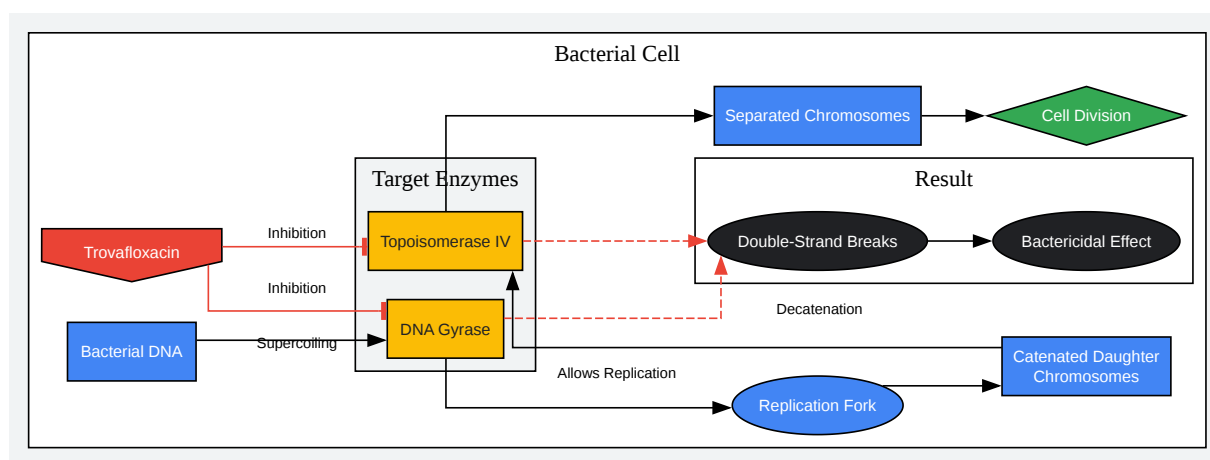 Bacterial Cell
Separated Chromosomes
Cell Division
Target Enzymes
Result
Inhibition
Topoisomerase IV
Double-Strand Breaks
Bactericidal Effect
Trovafloxacin
Inhibition
Decatenation
DNA Gyrase
Supercoiling
Bacterial DNA
Allows Replication
Catenated Daughter
Chromosomes
Replication Fork